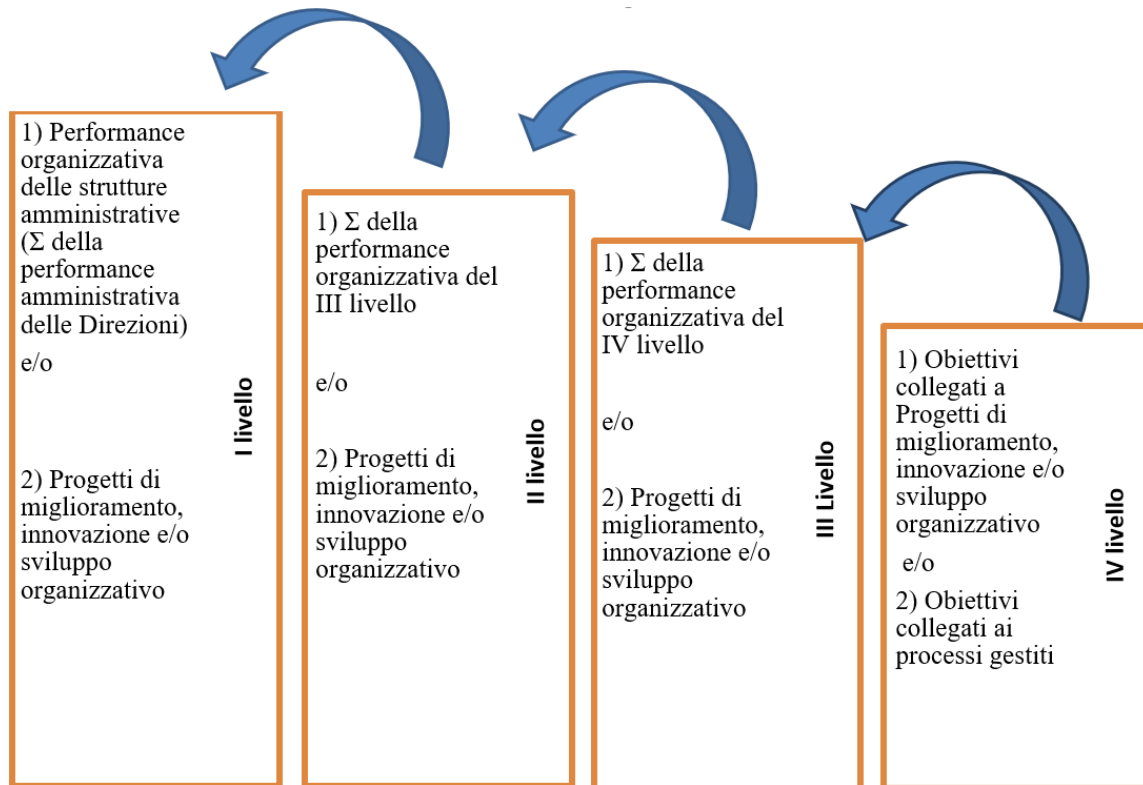 1) Performance
organizzativa
delle strutture
amministrative
(Σ della
performance
amministrativa
delle Direzioni)
e/o
2) Progetti di
miglioramento,
innovazione e/o
sviluppo
organizzativo
I livello
1) Σ della
performance
organizzativa del
III livello
e/o
2) Progetti di
miglioramento,
innovazione e/o
sviluppo
organizzativo
II livello
1) Σ della
performance
organizzativa del
IV livello
e/o
2) Progetti di
miglioramento,
innovazione e/o
sviluppo
organizzativo
III Livello
1) Obiettivi
collegati a
Progetti di
miglioramento,
innovazione e/o
sviluppo
organizzativo
e/o
2) Obiettivi
collegati ai
processi gestiti
IV livello